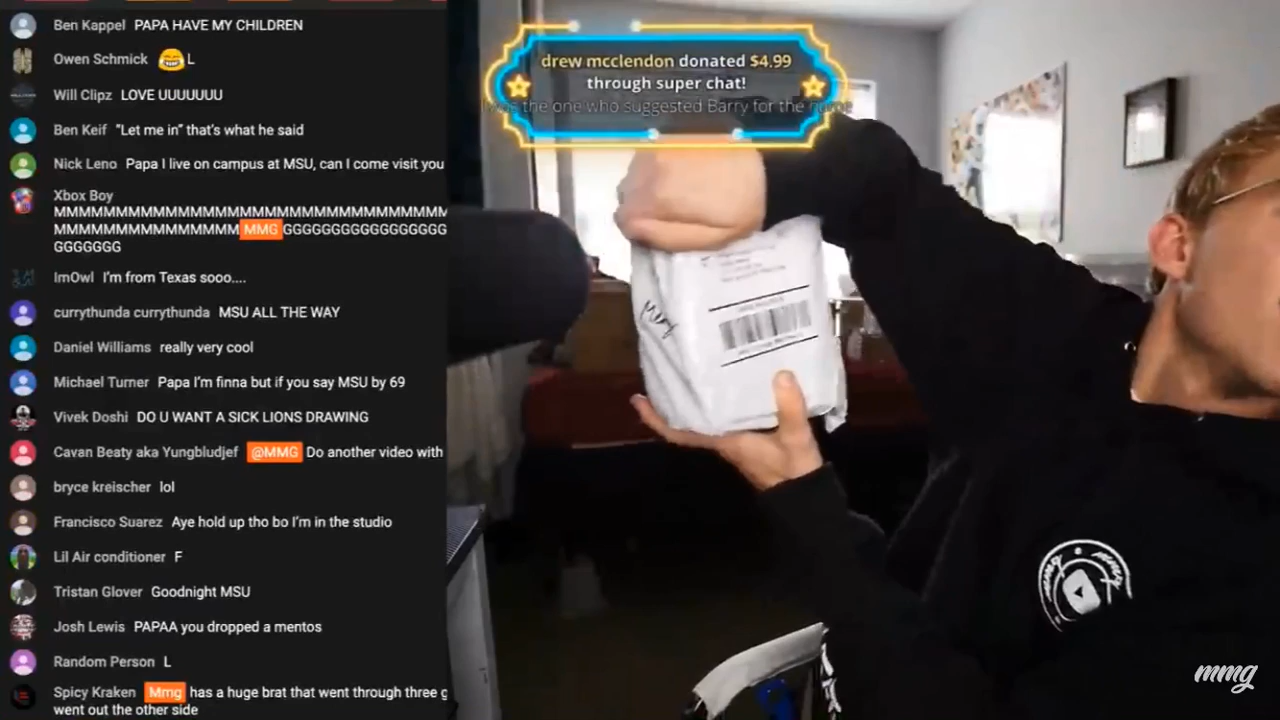 Ben Kappel PAPA HAVE MY CHILDREN
Owen Schmick 😂 L
Will Clipz LOVE UUUUUUU
Ben Keif "Let me in" that's what he said
Nick Leno Papa I live on campus at MSU, can I come visit you
Xbox Boy
MMMMMMMMMMMMMMMMMMMMMMMMMMMMMMMM
MMMMMMMMMMMMMMM MMG GGGGGGGGGGGGGGGGG
GGGGGGG
ImOwl I'm from Texas sooo....
currythunda currythunda MSU ALL THE WAY
Daniel Williams really very cool
Michael Turner Papa I'm finna but if you say MSU by 69
Vivek Doshi DO U WANT A SICK LIONS DRAWING
Cavan Beaty aka Yungbludjef @MMG Do another video with
bryce kreischer lol
Francisco Suarez Aye hold up tho bo I'm in the studio
Lil Air conditioner F
Tristan Glover Goodnight MSU
Josh Lewis PAPAA you dropped a mentos
Random Person L
Spicy Kraken Mmg has a huge brat that went through three g
went out the other side
drew mcclendon donated $4.99
through super chat!
was the one who suggested Barry for the name
mmg
mmg
mmg